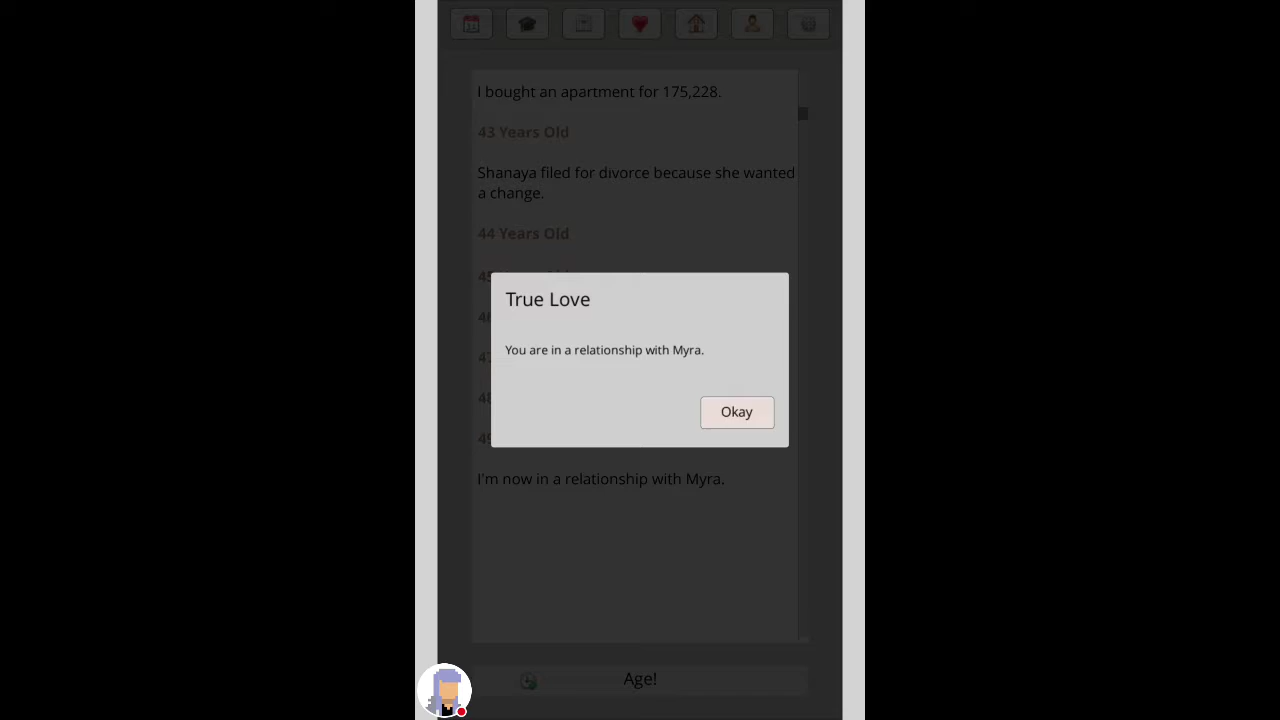 I bought an apartment for 175,228.
43 Years Old
Shanaya filed for divorce because she wanted
a change.
44 Years Old
True Love
You are in a relationship with Myra.
Okay
I'm now in a relationship with Myra.
Age!